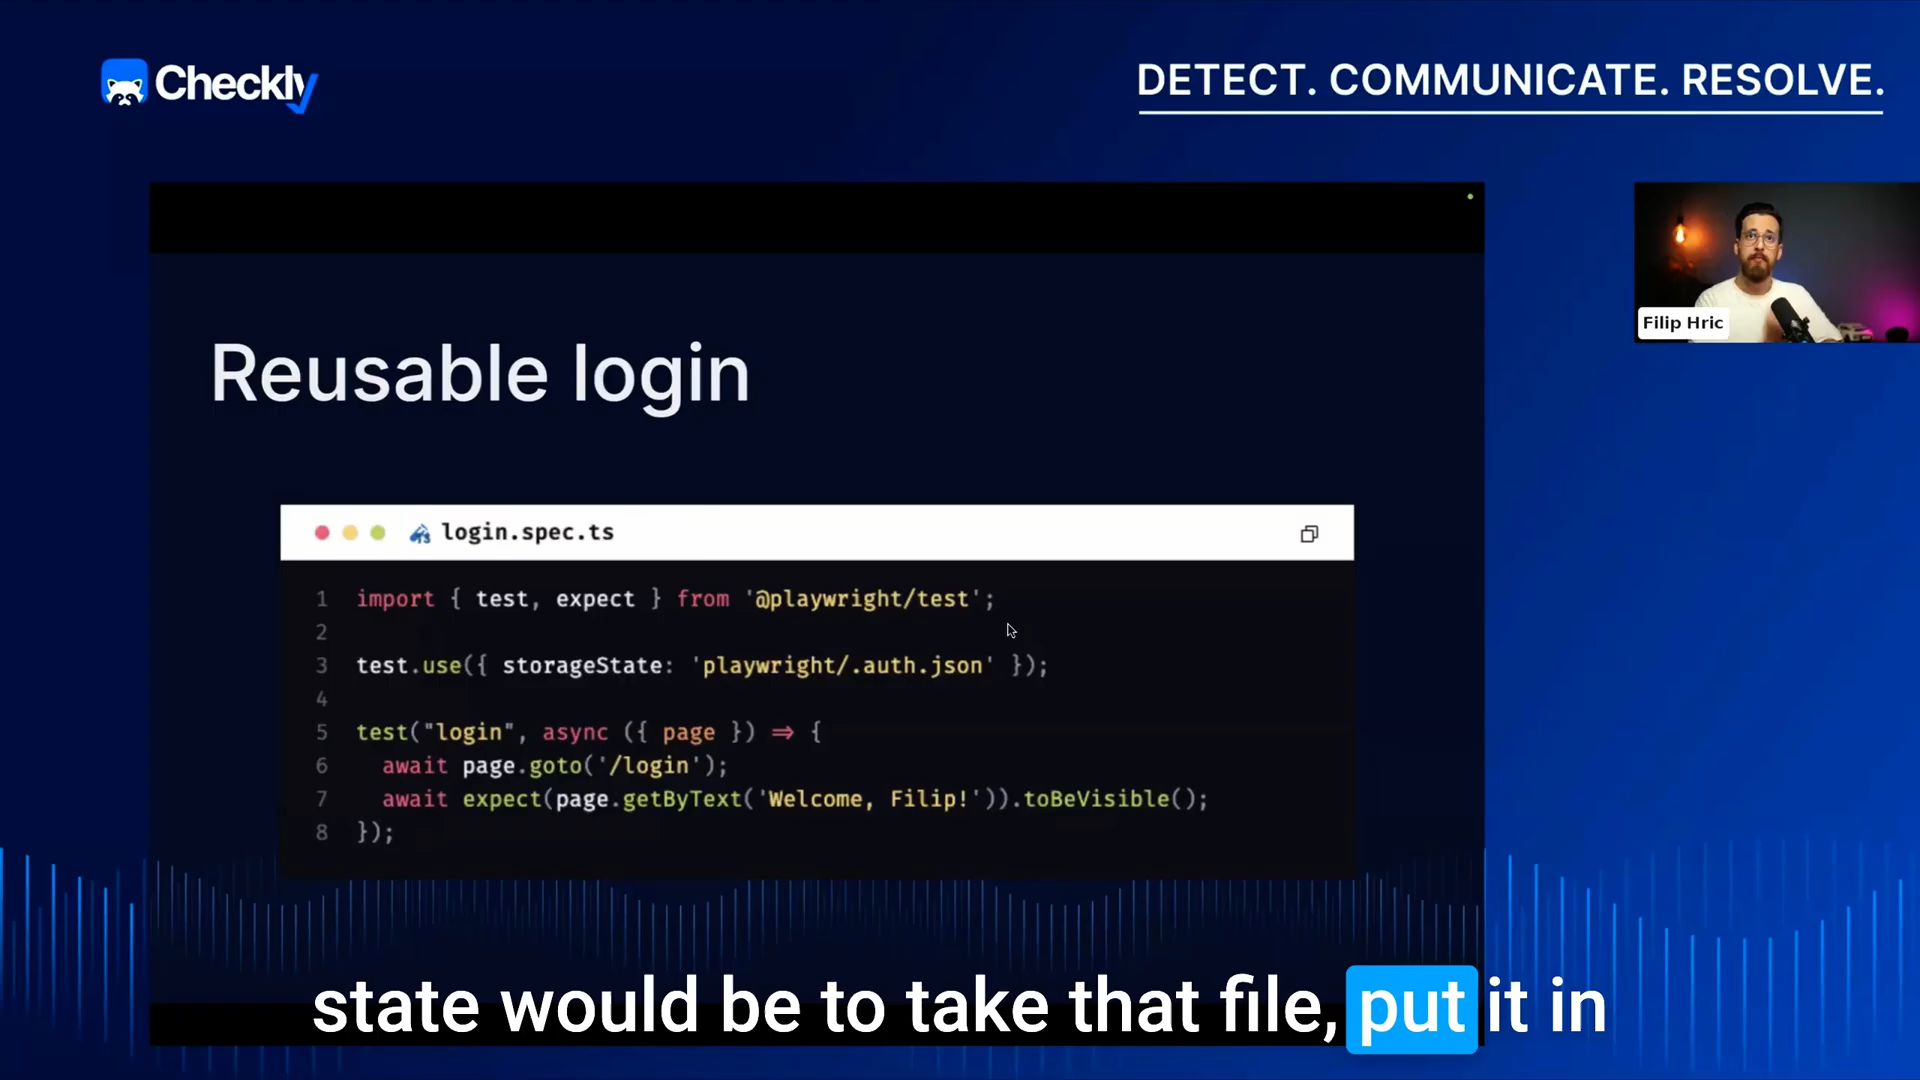 Checkly
DETECT. COMMUNICATE. RESOLVE.
Filip Hric
Reusable login
TS login.spec.ts
1 import { test, expect } from '@playwright/test';
2
3 test.use({ storageState: 'playwright/.auth.json' });
4
5 test("login", async ({ page }) => {
6 await page.goto('/login');
7 await expect(page.getByText('Welcome, Filip!')).toBeVisible();
8 });
state would be to take that file, put it in